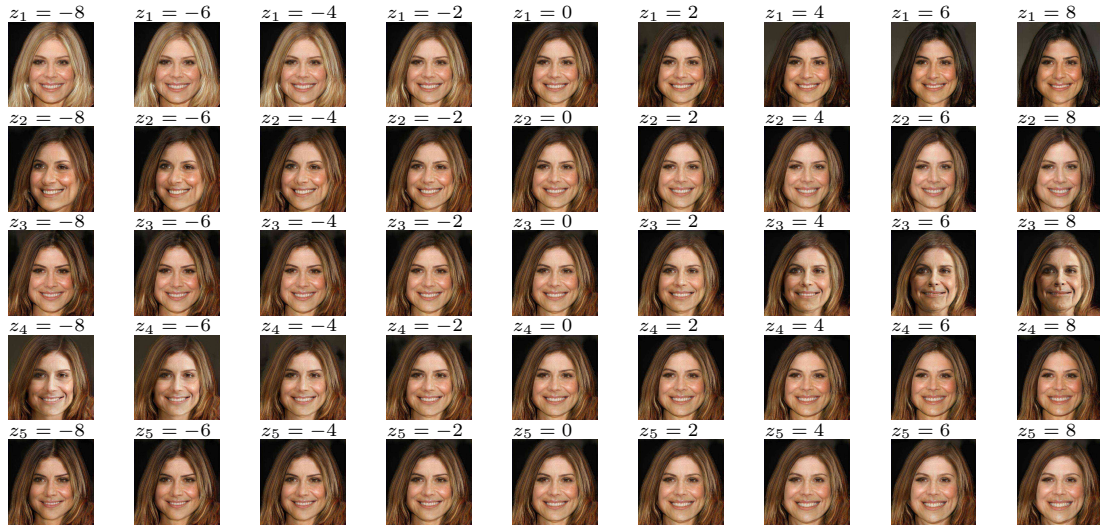 z₁ = −8 z₁ = −6 z₁ = −4 z₁ = −2 z₁ = 0 z₁ = 2 z₁ = 4 z₁ = 6 z₁ = 8
z₂ = −8 z₂ = −6 z₂ = −4 z₂ = −2 z₂ = 0 z₂ = 2 z₂ = 4 z₂ = 6 z₂ = 8
z₃ = −8 z₃ = −6 z₃ = −4 z₃ = −2 z₃ = 0 z₃ = 2 z₃ = 4 z₃ = 6 z₃ = 8
z₄ = −8 z₄ = −6 z₄ = −4 z₄ = −2 z₄ = 0 z₄ = 2 z₄ = 4 z₄ = 6 z₄ = 8
z₅ = −8 z₅ = −6 z₅ = −4 z₅ = −2 z₅ = 0 z₅ = 2 z₅ = 4 z₅ = 6 z₅ = 8